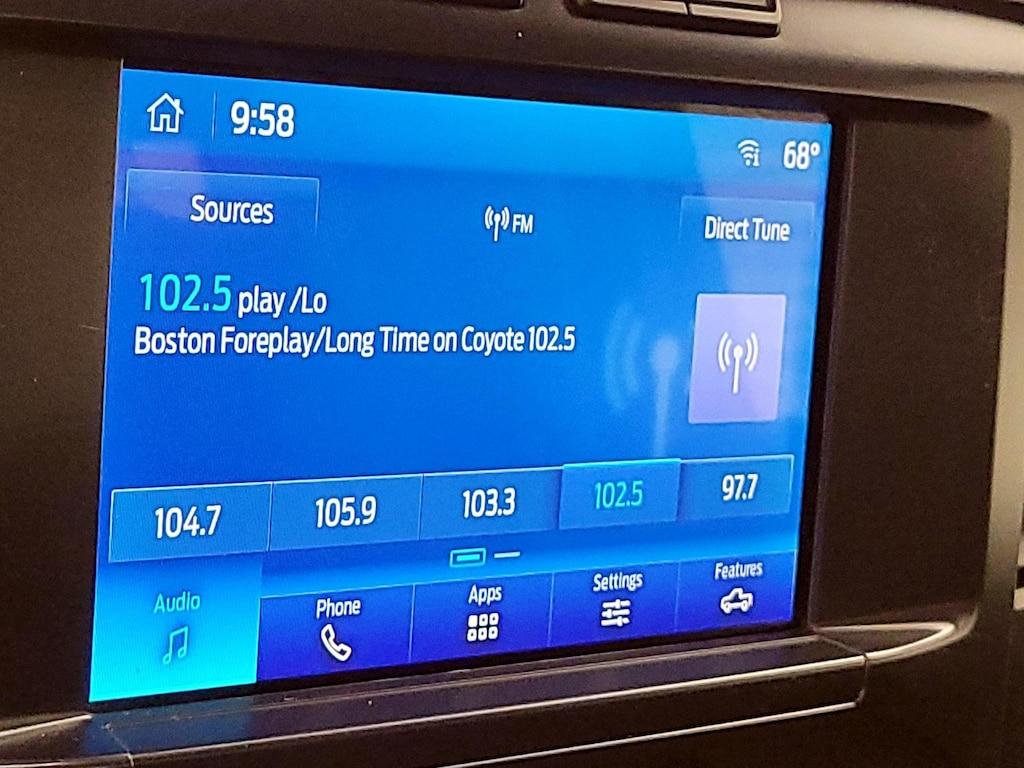 9:58
68°
Sources
FM
Direct Tune
102.5 play /Lo
Boston Foreplay/Long Time on Coyote 102.5
104.7 105.9 103.3 102.5 97.7
Audio Phone Apps Settings Features